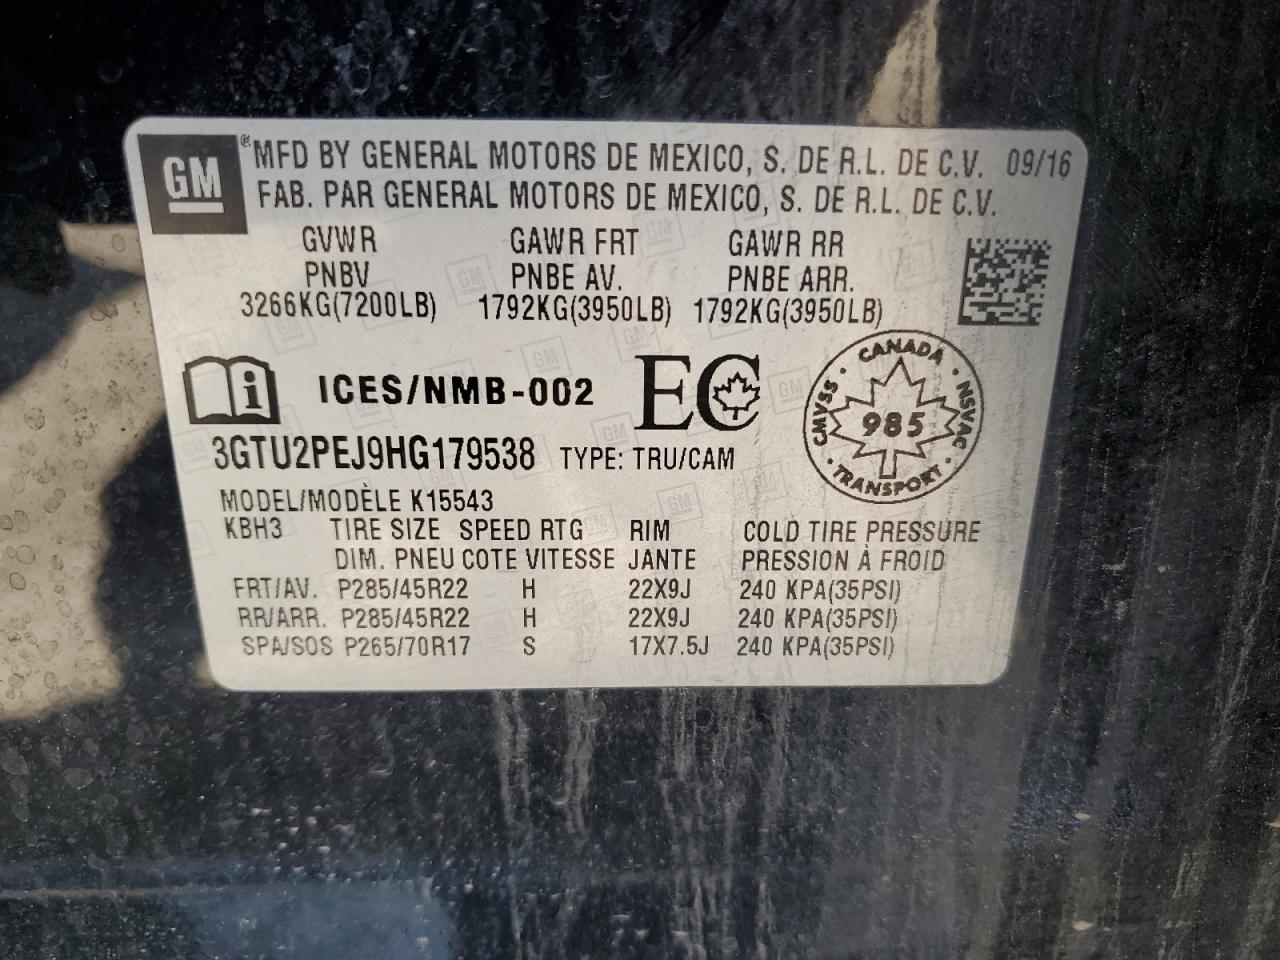 GM ® MFD BY GENERAL MOTORS DE MEXICO, S. DE R.L. DE C.V. 09/16
FAB. PAR GENERAL MOTORS DE MEXICO, S. DE R.L. DE C.V.
GVWR GAWR FRT GAWR RR
PNBV PNBE AV. PNBE ARR.
3266KG(7200LB) 1792KG(3950LB) 1792KG(3950LB)
i ICES/NMB-002 EC
CANADA
CMVSS · 985 · NSVAC
· TRANSPORT ·
3GTU2PEJ9HG179538 TYPE: TRU/CAM
MODEL/MODÈLE K15543
KBH3 TIRE SIZE SPEED RTG RIM COLD TIRE PRESSURE
DIM. PNEU COTE VITESSE JANTE PRESSION À FROID
FRT/AV. P285/45R22 H 22X9J 240 KPA(35PSI)
RR/ARR. P285/45R22 H 22X9J 240 KPA(35PSI)
SPA/SOS P265/70R17 S 17X7.5J 240 KPA(35PSI)